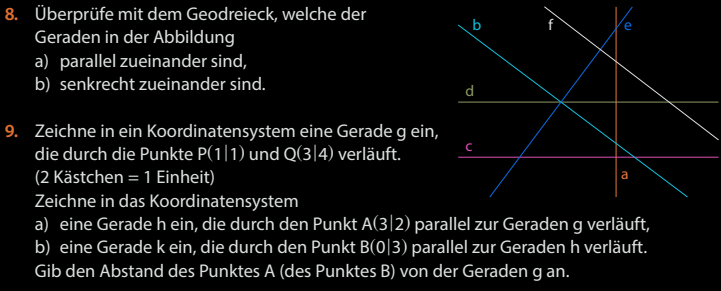 8. Überprüfe mit dem Geodreieck, welche der
Geraden in der Abbildung
a) parallel zueinander sind,
b) senkrecht zueinander sind.
b
f
e
d
c
a
9. Zeichne in ein Koordinatensystem eine Gerade g ein,
die durch die Punkte P(1|1) und Q(3|4) verläuft.
(2 Kästchen = 1 Einheit)
Zeichne in das Koordinatensystem
a) eine Gerade h ein, die durch den Punkt A(3|2) parallel zur Geraden g verläuft,
b) eine Gerade k ein, die durch den Punkt B(0|3) parallel zur Geraden h verläuft.
Gib den Abstand des Punktes A (des Punktes B) von der Geraden g an.